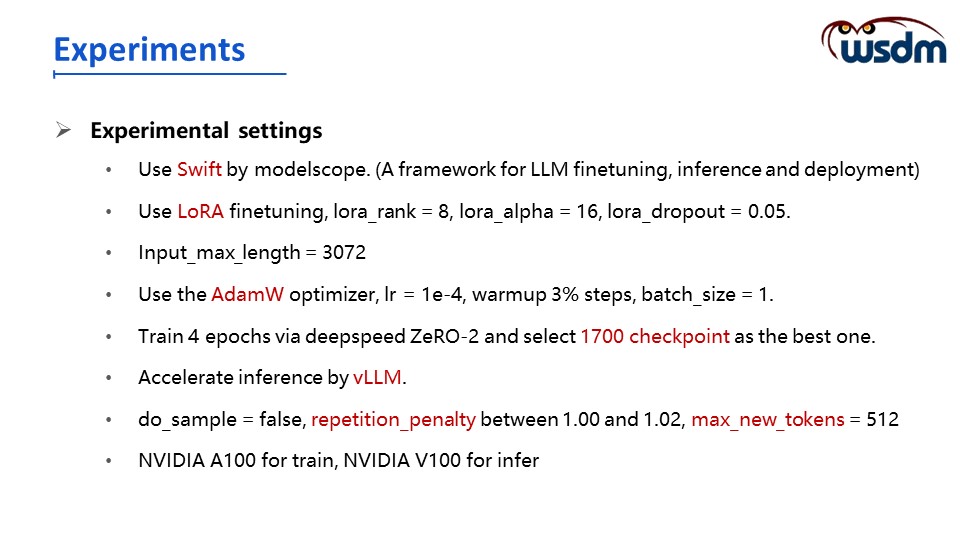 Experiments
wsdm
Experimental settings
Use Swift by modelscope. (A framework for LLM finetuning, inference and deployment)
Use LoRA finetuning, lora_rank = 8, lora_alpha = 16, lora_dropout = 0.05.
Input_max_length = 3072
Use the AdamW optimizer, lr = 1e-4, warmup 3% steps, batch_size = 1.
Train 4 epochs via deepspeed ZeRO-2 and select 1700 checkpoint as the best one.
Accelerate inference by vLLM.
do_sample = false, repetition_penalty between 1.00 and 1.02, max_new_tokens = 512
NVIDIA A100 for train, NVIDIA V100 for infer